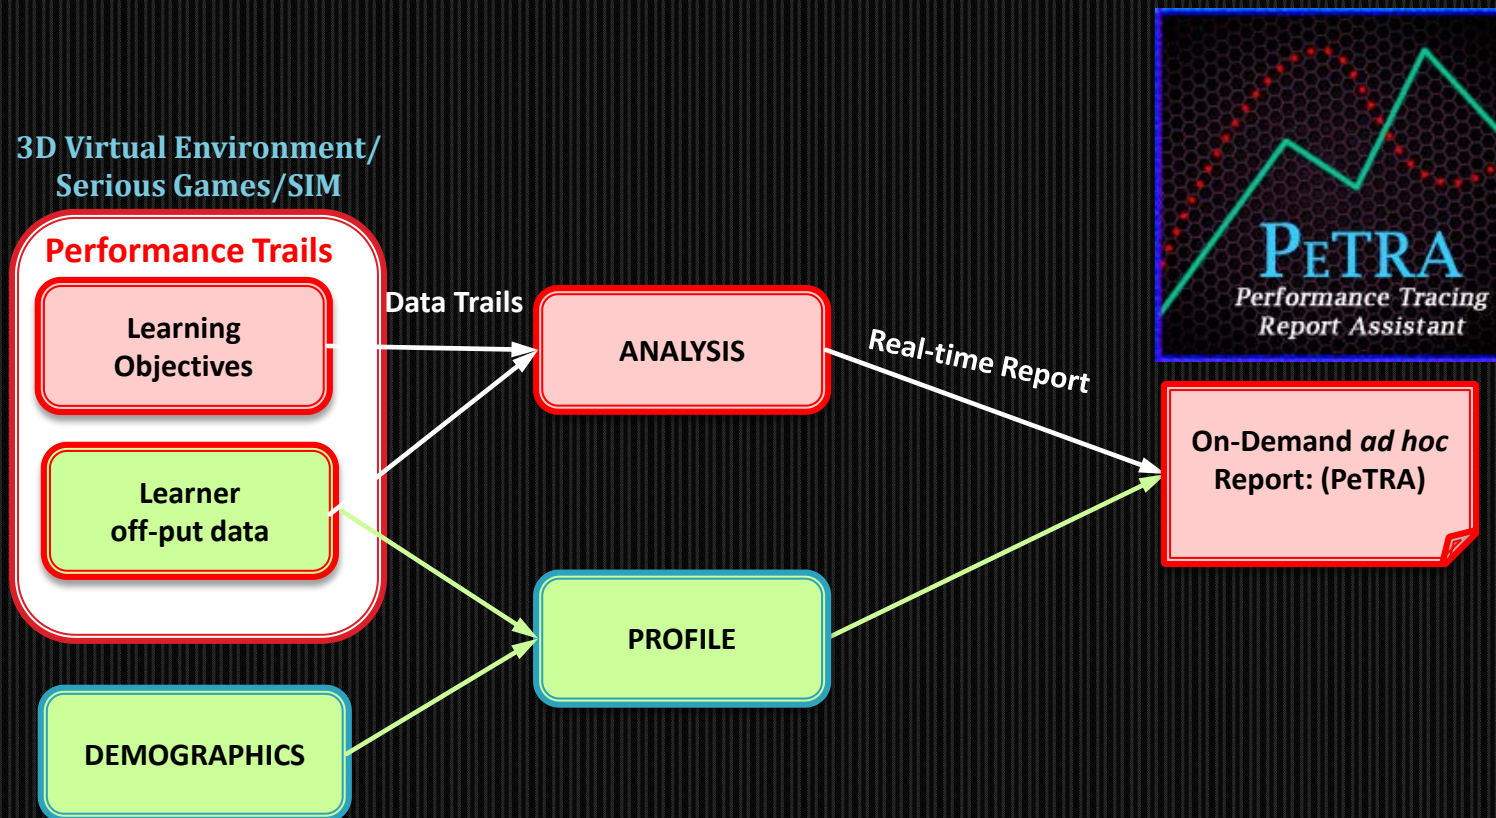 3D Virtual Environment/
Serious Games/SIM
Performance Trails
Learning
Objectives
Data Trails
ANALYSIS
Real-time Report
PETRA
Performance Tracing
Report Assistant
On-Demand ad hoc
Report: (PeTRA)
Learner
off-put data
PROFILE
DEMOGRAPHICS